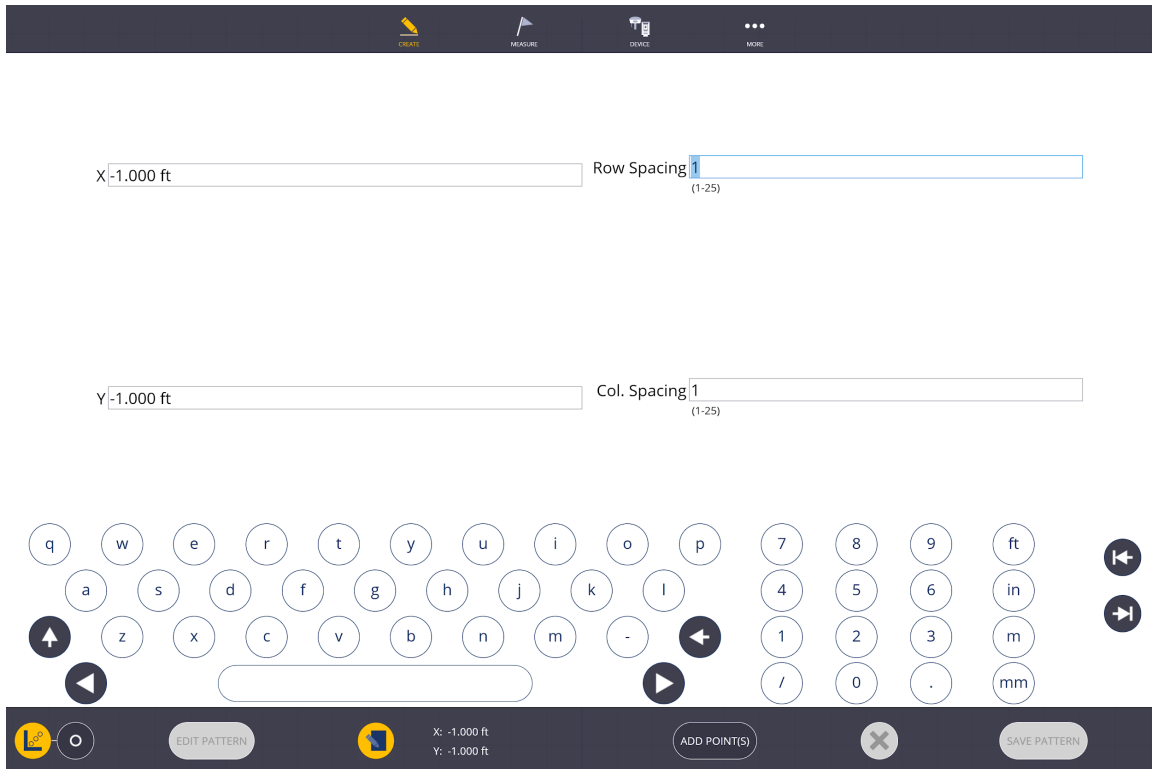 CREATE MEASURE DEVICE MORE
X -1.000 ft
Row Spacing 1
(1-25)
Y -1.000 ft
Col. Spacing 1
(1-25)
q w e r t y u i o p 7 8 9 ft
a s d f g h j k l 4 5 6 in
z x c v b n m - 1 2 3 m
/ 0 . mm
EDIT PATTERN
X: -1.000 ft
Y: -1.000 ft
ADD POINT(S)
SAVE PATTERN